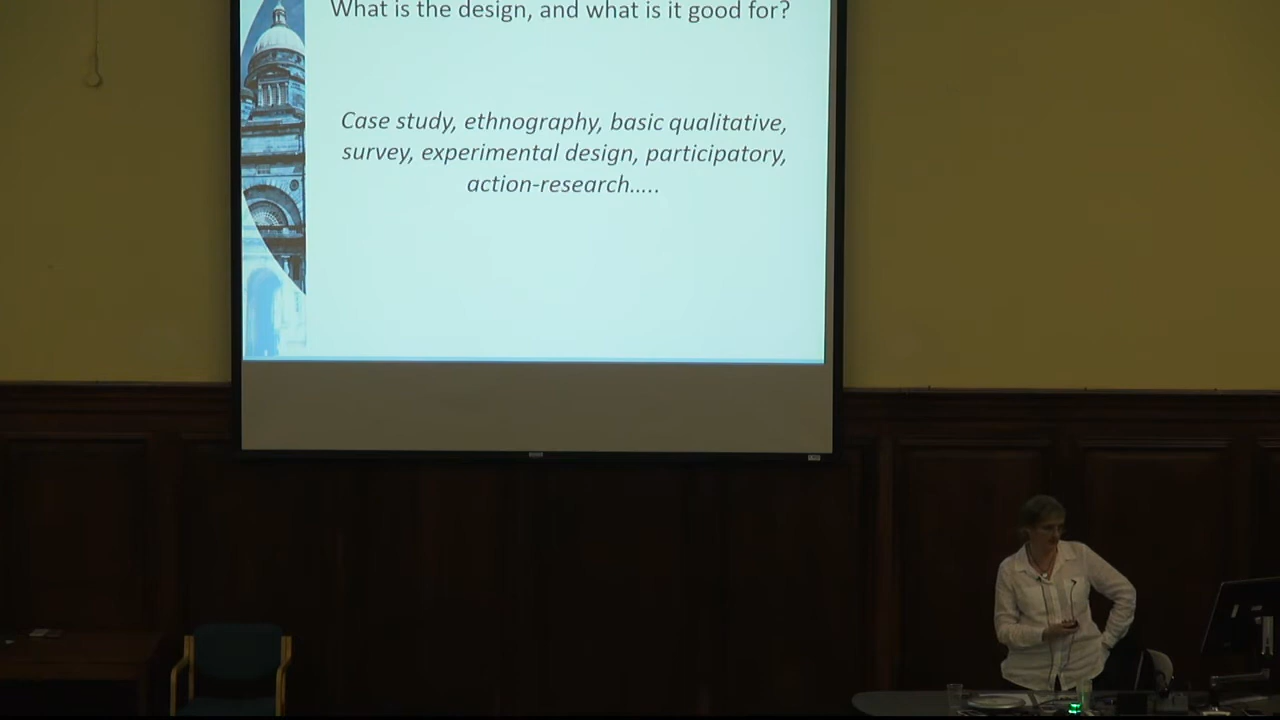 What is the design, and what is it good for?
Case study, ethnography, basic qualitative,
survey, experimental design, participatory,
action-research.....